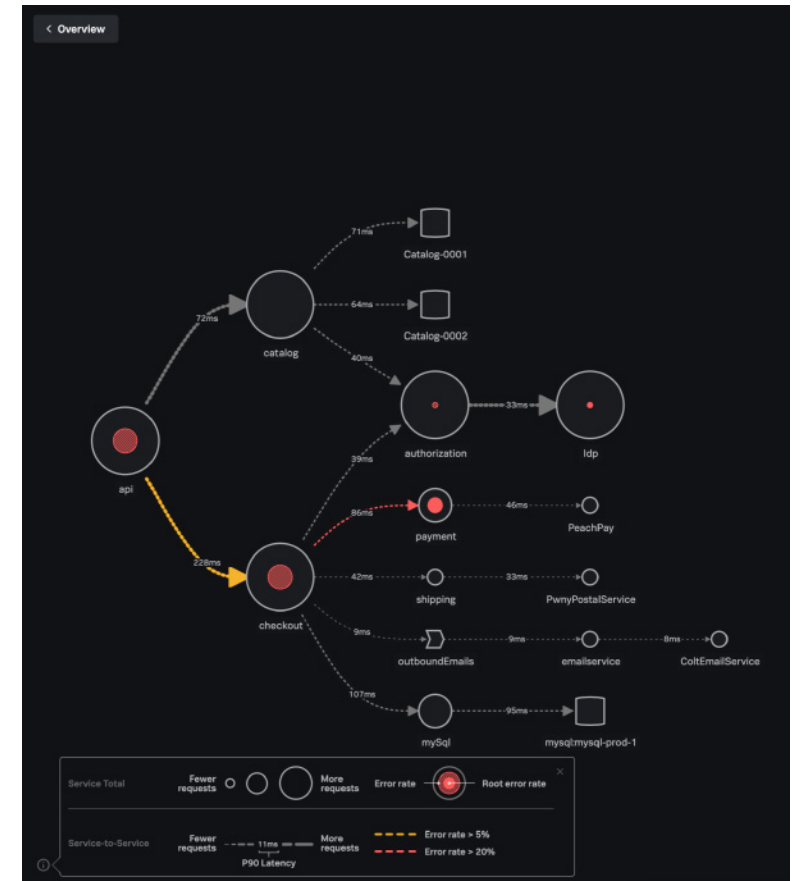 Overview
71ms
Catalog-0001
72ms
64ms
catalog
Catalog-0002
40ms
33ms
authorization
ldp
api
39ms
86ms
46ms
payment
PeachPay
228ms
42ms
33ms
checkout
shipping
PwnyPostalService
9ms
9ms
8ms
outboundEmails
emailservice
ColtEmailService
107ms
95ms
mySql
mysql:mysql-prod-1
Service Total
Fewer requests
More requests
Error rate
Root error rate
Service-to-Service
Fewer requests
11ms
More requests
P90 Latency
Error rate > 5%
Error rate > 20%